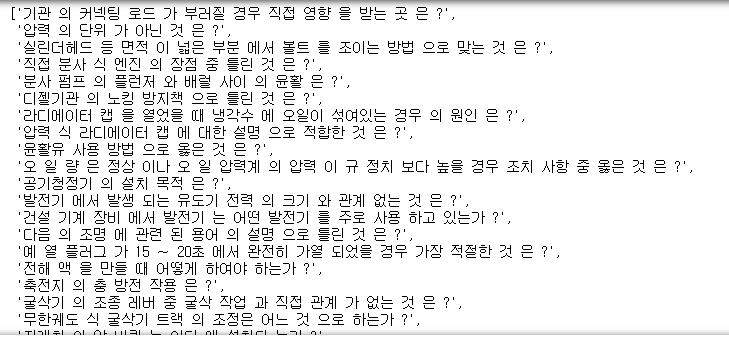 ['기관 의 커넥팅 로드 가 부러질 경우 직접 영향 을 받는 곳 은 ?',
'압력 의 단위 가 아닌 것 은 ?',
'실린더헤드 등 면적 이 넓은 부분 에서 볼트 를 조이는 방법 으로 맞는 것 은 ?',
'직접 분사 식 엔진 의 장점 중 틀린 것 은 ?',
'분사 펌프 의 플런저 와 배럴 사이 의 윤활 은 ?',
'디젤기관 의 노킹 방지책 으로 틀린 것 은 ?',
'라디에이터 캡 을 열었을 때 냉각수 에 오일이 섞여있는 경우 의 원인 은 ?',
'압력 식 라디에이터 캡 에 대한 설명 으로 적합한 것 은 ?',
'윤활유 사용 방법 으로 옳은 것 은 ?',
'오 일 량 은 정상 이나 오 일 압력계 의 압력 이 규 정치 보다 높을 경우 조치 사항 중 옳은 것 은 ?',
'공기청정기 의 설치 목적 은 ?',
'발전기 에서 발생 되는 유도기 전력 의 크기 와 관계 없는 것 은 ?',
'건설 기계 장비 에서 발전기 는 어떤 발전기 를 주로 사용 하고 있는가 ?',
'다음 의 조명 에 관련 된 용어 의 설명 으로 틀린 것 은 ?',
'예 열 플러그 가 15 ~ 20초 에서 완전히 가열 되었을 경우 가장 적절한 것 은 ?',
'전해 액 을 만들 때 어떻게 하여야 하는가 ?',
'축전지 의 충 방전 작용 은 ?',
'굴삭기 의 조종 레버 중 굴삭 작업 과 직접 관계 가 없는 것 은 ?',
'무한궤도 식 굴삭기 트랙 의 조정은 어느 것 으로 하는가 ?',